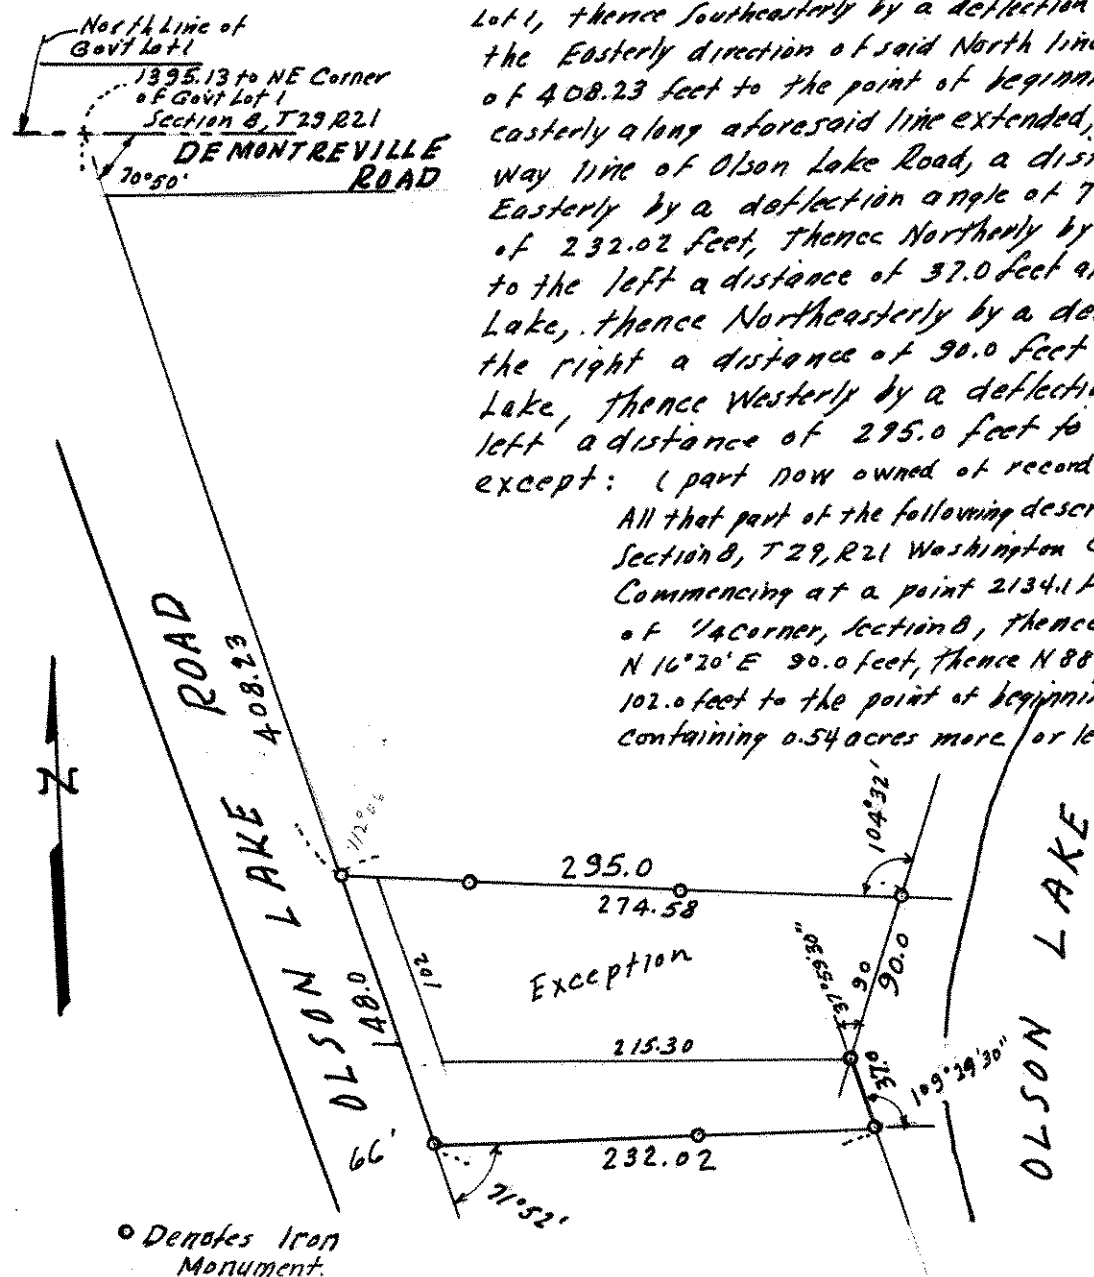 North Line of
Gov't Lot 1
1395.13 to NE Corner
of Gov't Lot 1
Section 8, T29 R21
DEMONTREVILLE
ROAD
70°50'
Lot 1, thence Southeasterly by a deflection
the Easterly direction of said North line
of 408.23 feet to the point of beginni
easterly along aforesaid line extended,
way line of Olson Lake Road, a dist
Easterly by a deflection angle of 7
of 232.02 feet, Thence Northerly by
to the left a distance of 37.0 feet a
Lake, thence Northeasterly by a de
the right a distance of 90.0 feet
Lake, Thence Westerly by a deflecti
left a distance of 295.0 feet to
except: (part now owned of record
All that part of the following descr
Section 8, T29, R21 Washington C
Commencing at a point 2134.1 f
of 1/4 corner, Section 8, Thence
N 16°20' E 90.0 feet, Thence N 88
102.0 feet to the point of beginnin
containing 0.54 acres more or le
OLSON LAKE ROAD
408.23
N
104°32'
295.0
274.58
102
Exception
37°59'30"
90
90.0
148.0
215.30
37.0
109°29'30"
OLSON LAKE
66'
232.02
71°52'
Denotes Iron
Monument.